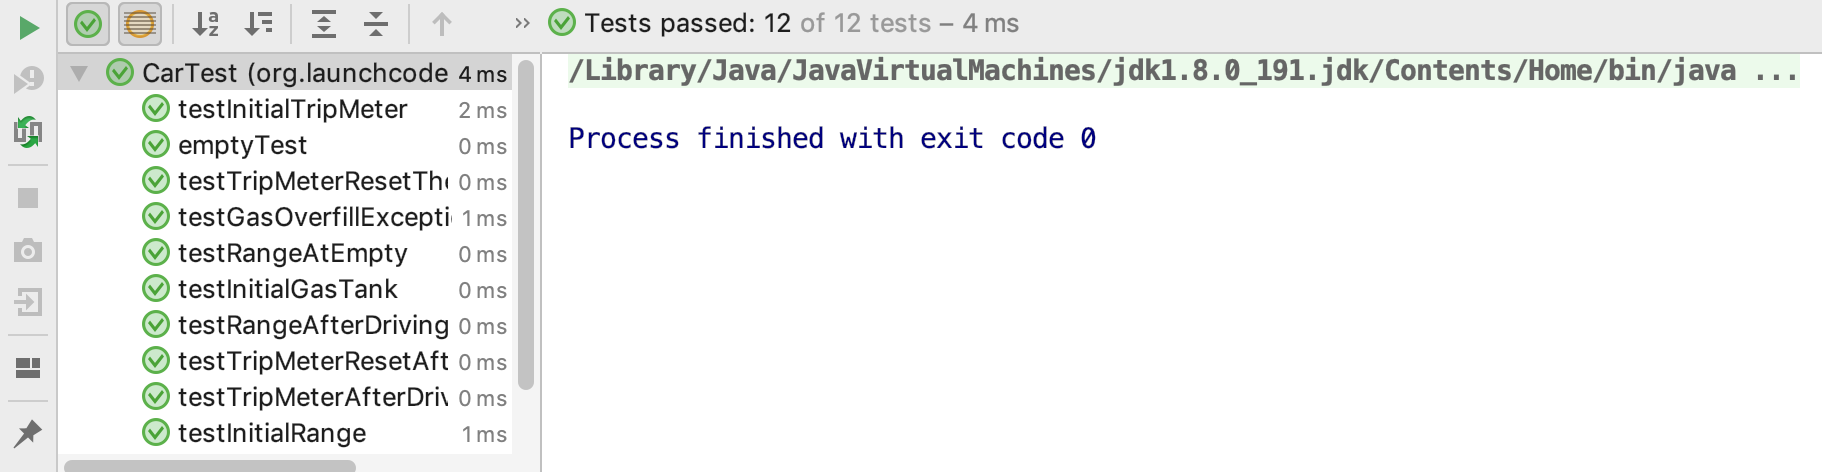 Tests passed: 12 of 12 tests – 4 ms
CarTest (org.launchcode 4 ms
testInitialTripMeter 2 ms
emptyTest 0 ms
testTripMeterResetThe 0 ms
testGasOverfillExcepti 1 ms
testRangeAtEmpty 0 ms
testInitialGasTank 0 ms
testRangeAfterDriving 0 ms
testTripMeterResetAft 0 ms
testTripMeterAfterDriv 0 ms
testInitialRange 1 ms
/Library/Java/JavaVirtualMachines/jdk1.8.0_191.jdk/Contents/Home/bin/java ...
Process finished with exit code 0